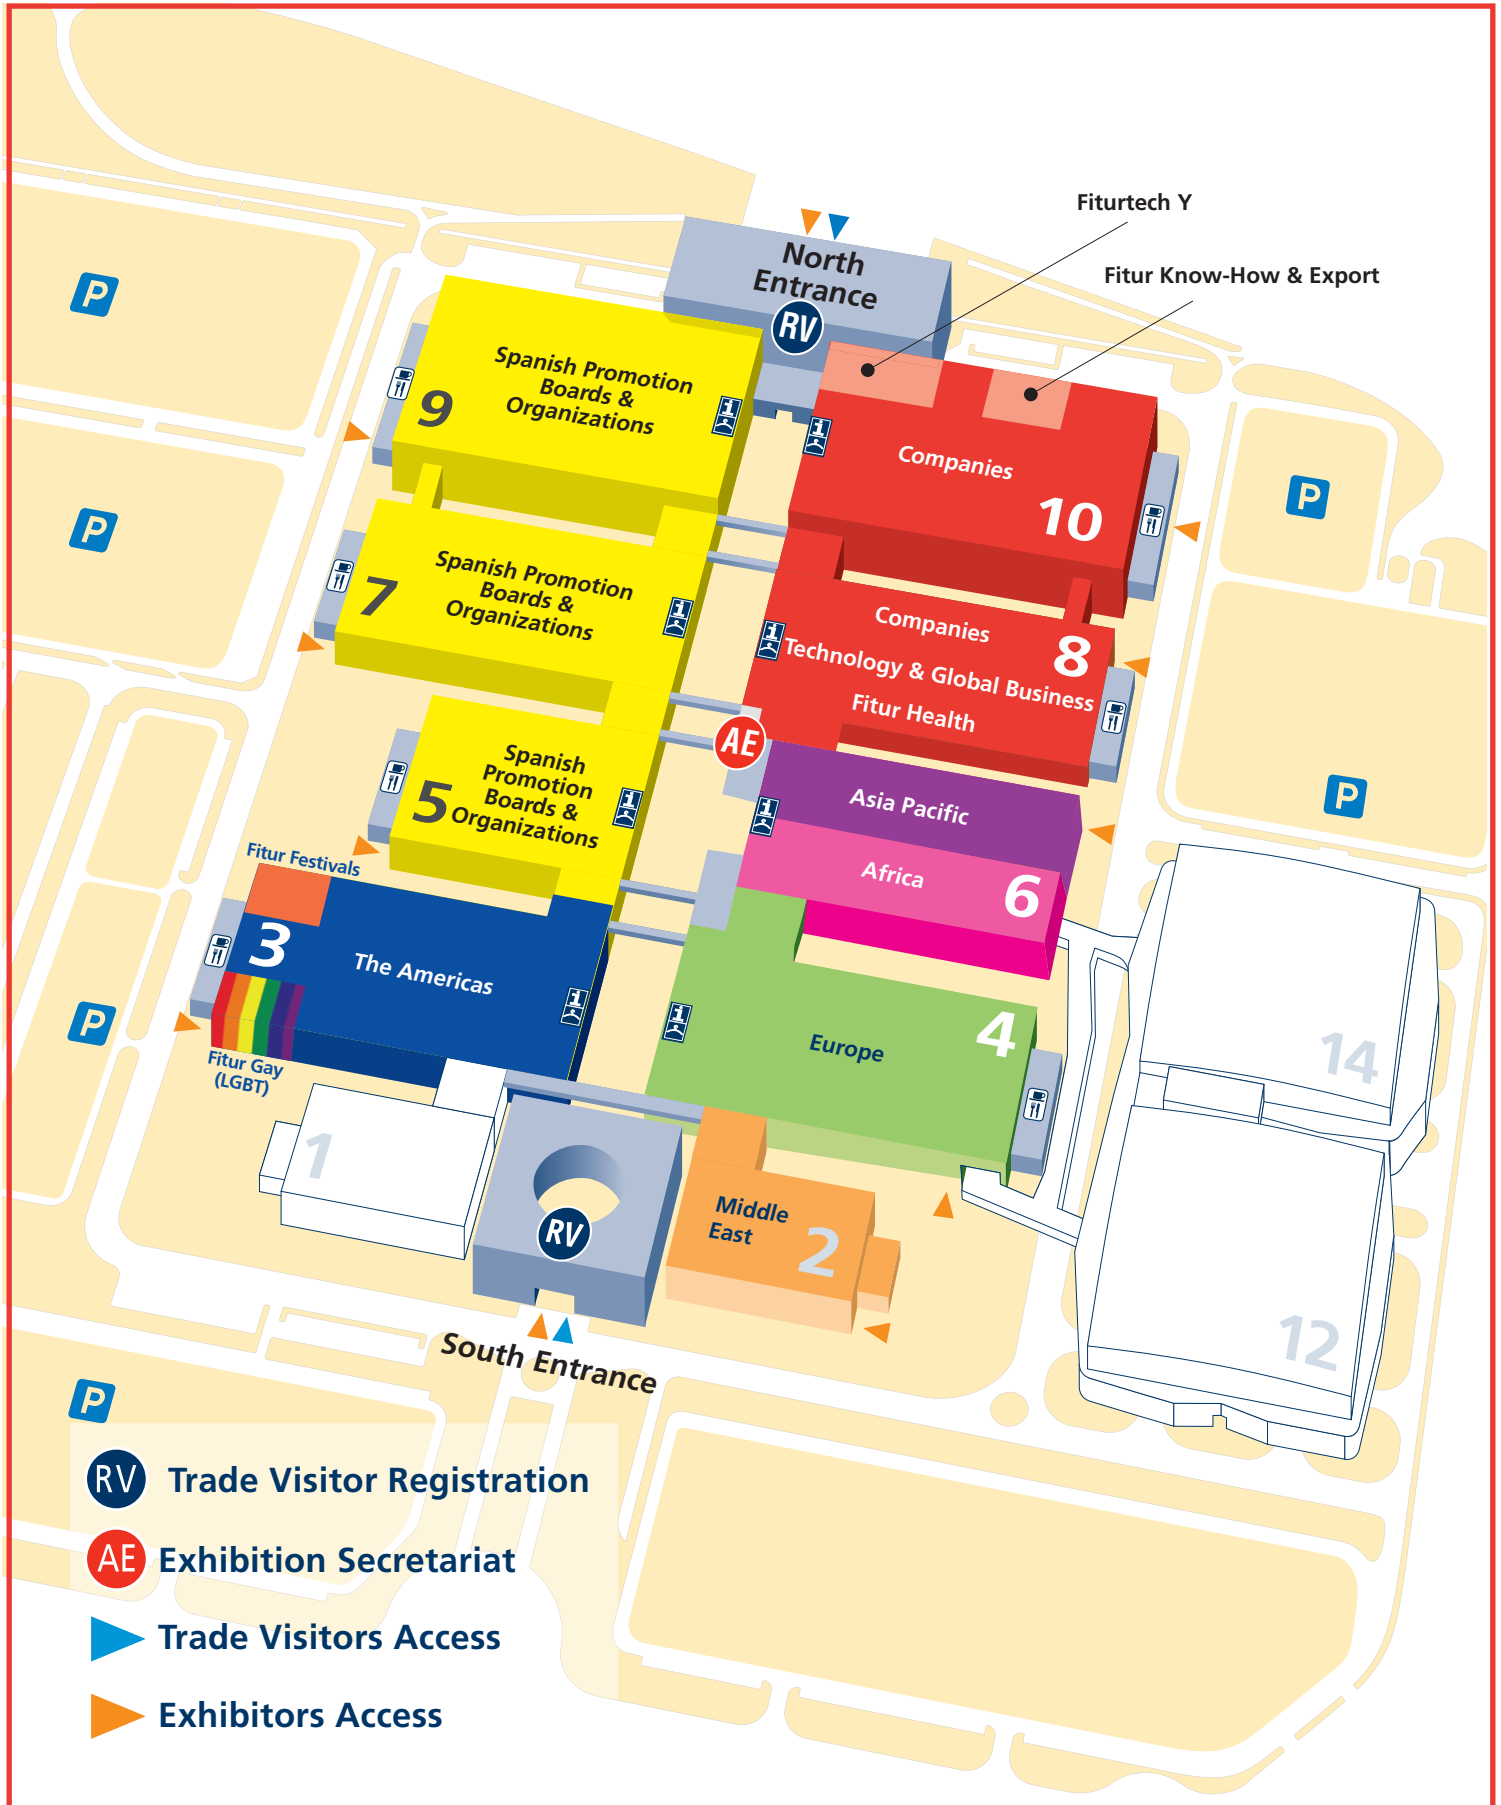 Fiturtech Y
Fitur Know-How & Export
North
Entrance
RV
P
Spanish Promotion
Boards &
Organizations
9
i
i
Companies
10
P
P
Spanish Promotion
Boards &
Organizations
7
i
i
Companies
8
Technology & Global Business
Fitur Health
AE
Spanish
Promotion
Boards &
Organizations
5
i
i
Asia Pacific
Africa
6
P
Fitur Festivals
3
The Americas
i
i
Europe
4
P
Fitur Gay
(LGBT)
14
1
RV
Middle
East
2
12
South Entrance
P
RV Trade Visitor Registration
AE Exhibition Secretariat
Trade Visitors Access
Exhibitors Access